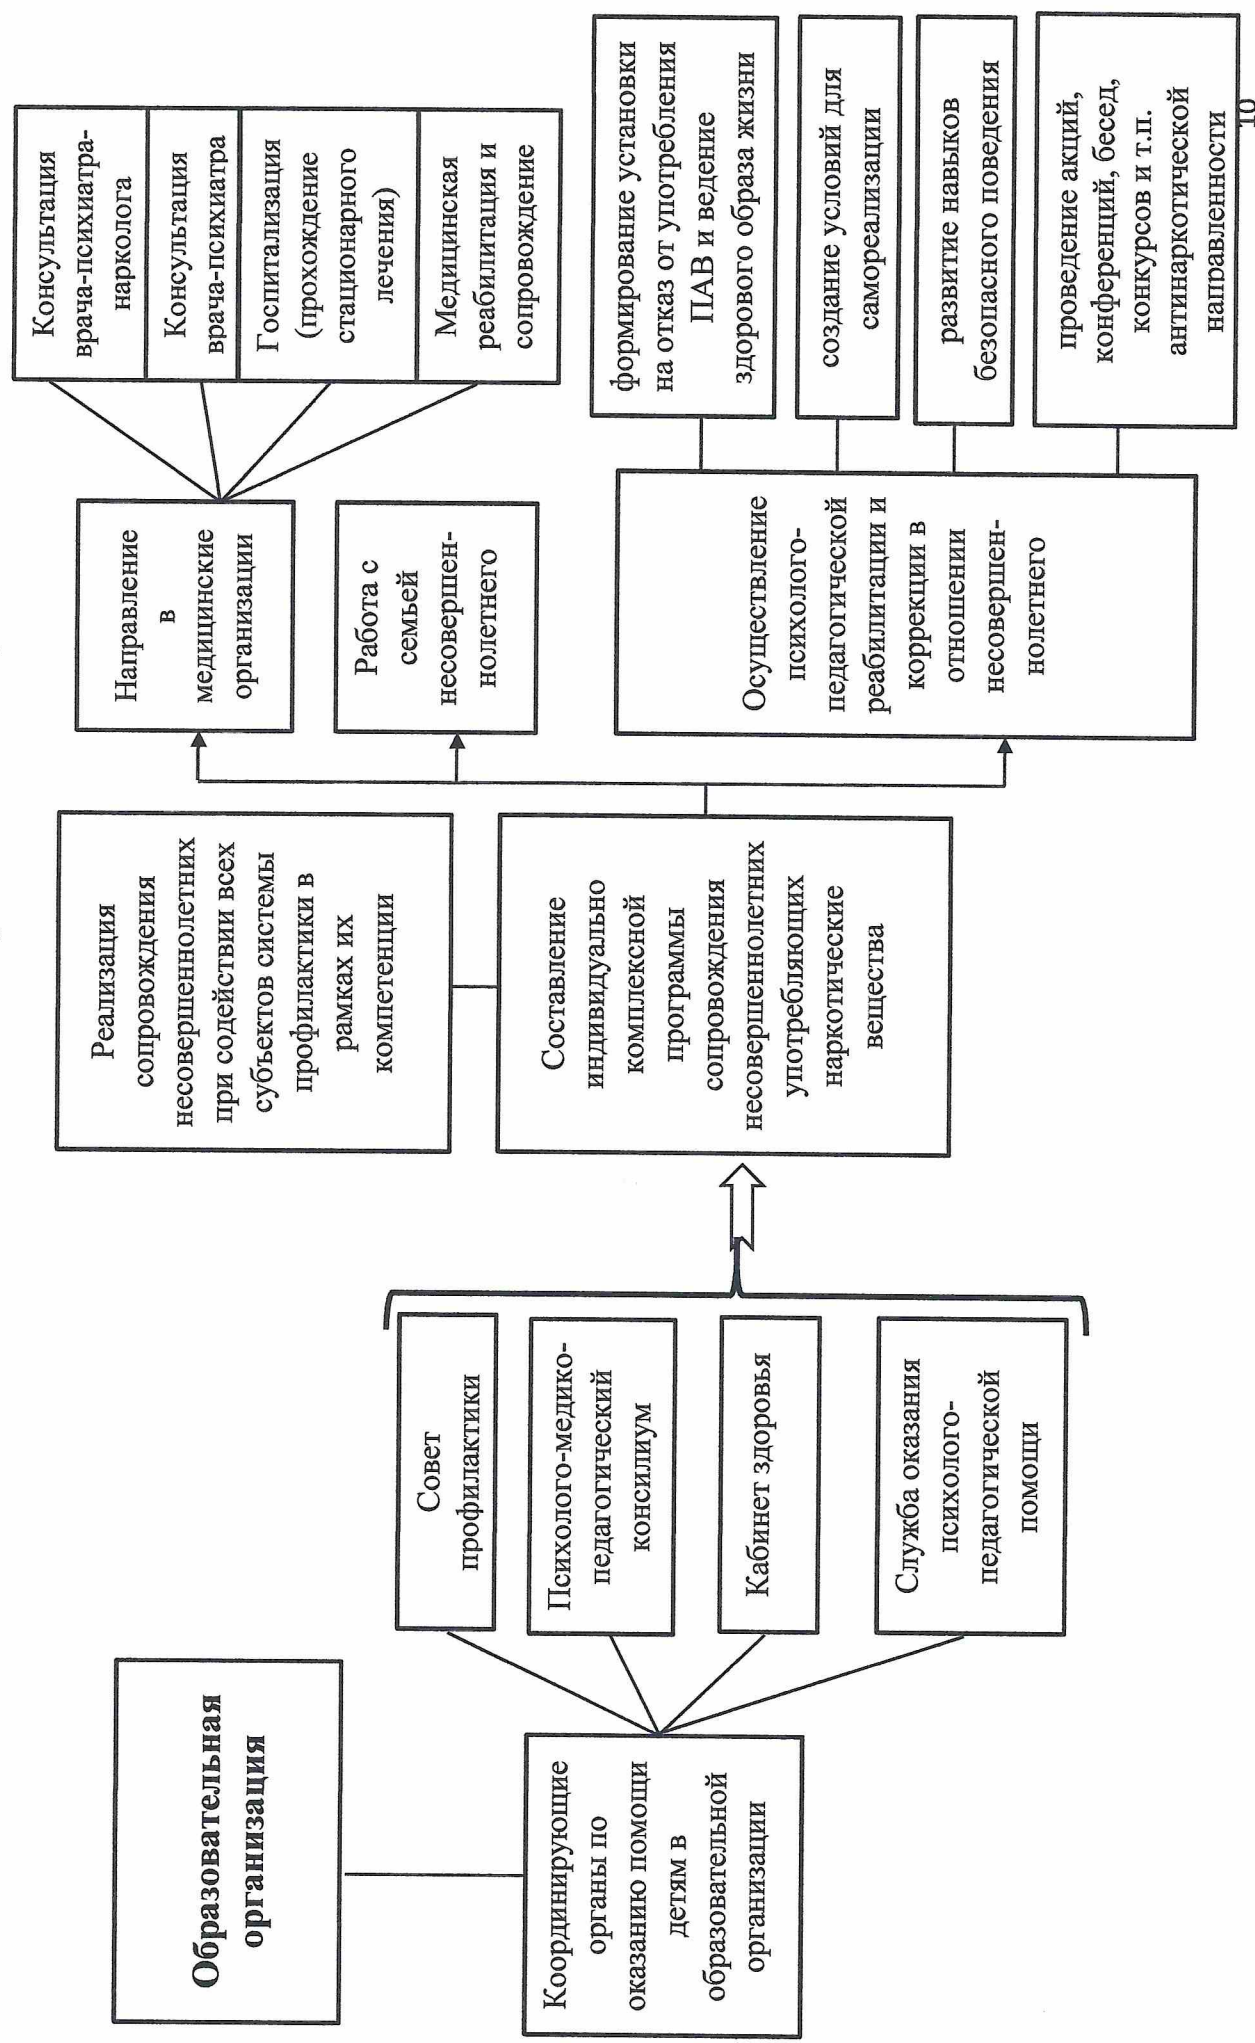 Образовательная
организация
Координирующие
органы по
оказанию помощи
детям в
образовательной
организации
Совет
профилактики
Психолого-медико-
педагогический
консилиум
Кабинет здоровья
Служба оказания
психолого-
педагогической
помощи
Реализация
сопровождения
несовершеннолетних
при содействии всех
субъектов системы
профилактики в
рамках их
компетенции
Составление
индивидуально
комплексной
программы
сопровождения
несовершеннолетних
употребляющих
наркотические
вещества
Направление
в
медицинские
организации
Работа с
семьей
несовершен-
нолетнего
Осуществление
психолого-
педагогической
реабилитации и
коррекции в
отношении
несовершен-
нолетнего
Консультация
врача-психиатра-
нарколога
Консультация
врача-психиатра
Госпитализация
(прохождение
стационарного
лечения)
Медицинская
реабилитация и
сопровождение
формирование установки
на отказ от употребления
ПАВ и ведение
здорового образа жизни
создание условий для
самореализации
развитие навыков
безопасного поведения
проведение акций,
конференций, бесед,
конкурсов и т.п.
антинаркотической
направленности
10